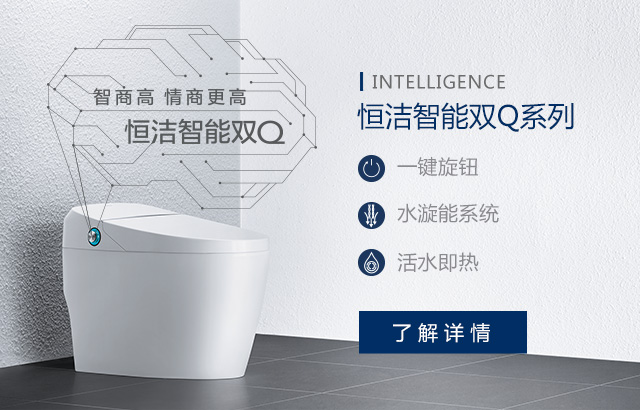 智商高 情商更高
恒洁智能双Q
INTELLIGENCE
恒洁智能双Q系列
一键旋钮
水漩能系统
活水即热
了解详情